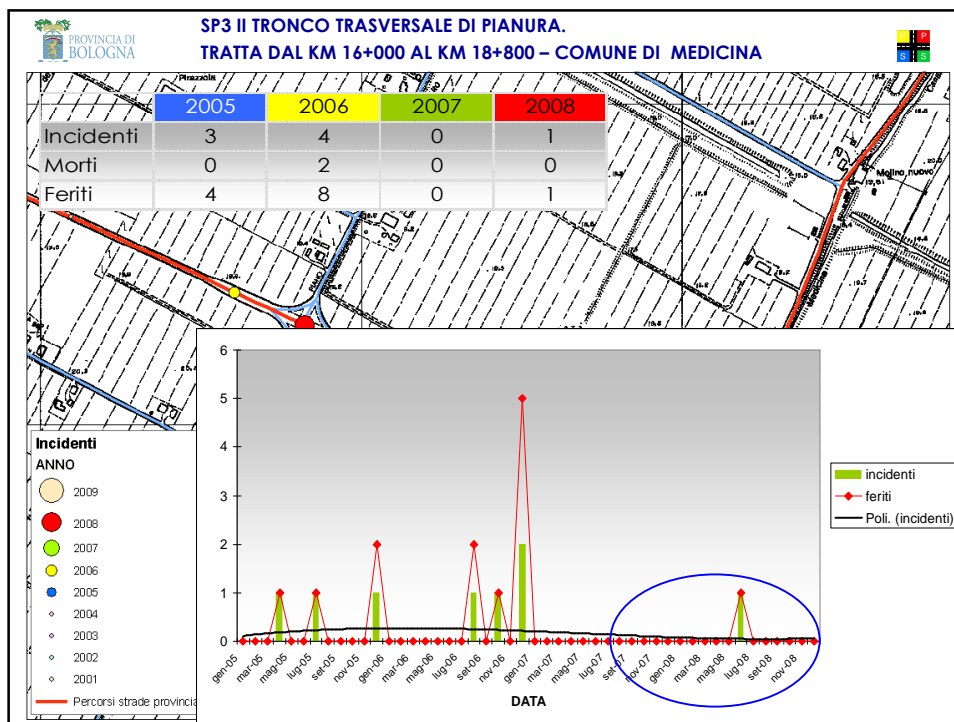 PROVINCIA DI
BOLOGNA
SP3 II TRONCO TRASVERSALE DI PIANURA.
TRATTA DAL KM 16+000 AL KM 18+800 – COMUNE DI MEDICINA
P P
S S
2005 2006 2007 2008
Incidenti 3 4 0 1
Morti 0 2 0 0
Feriti 4 8 0 1
Molino nuovo
PIANO
Incidenti
ANNO
2009
2008
2007
2006
2005
2004
2003
2002
2001
Percorsi strade provincia
6
5
4
3
2
1
0
gen-05 mar-05 mag-05 lug-05 set-05 nov-05 gen-06 mar-06 mag-06 lug-06 set-06 nov-06 gen-07 mar-07 mag-07 lug-07 set-07 nov-07 gen-08 mar-08 mag-08 lug-08 set-08 nov-08
DATA
incidenti
feriti
Poli. (incidenti)